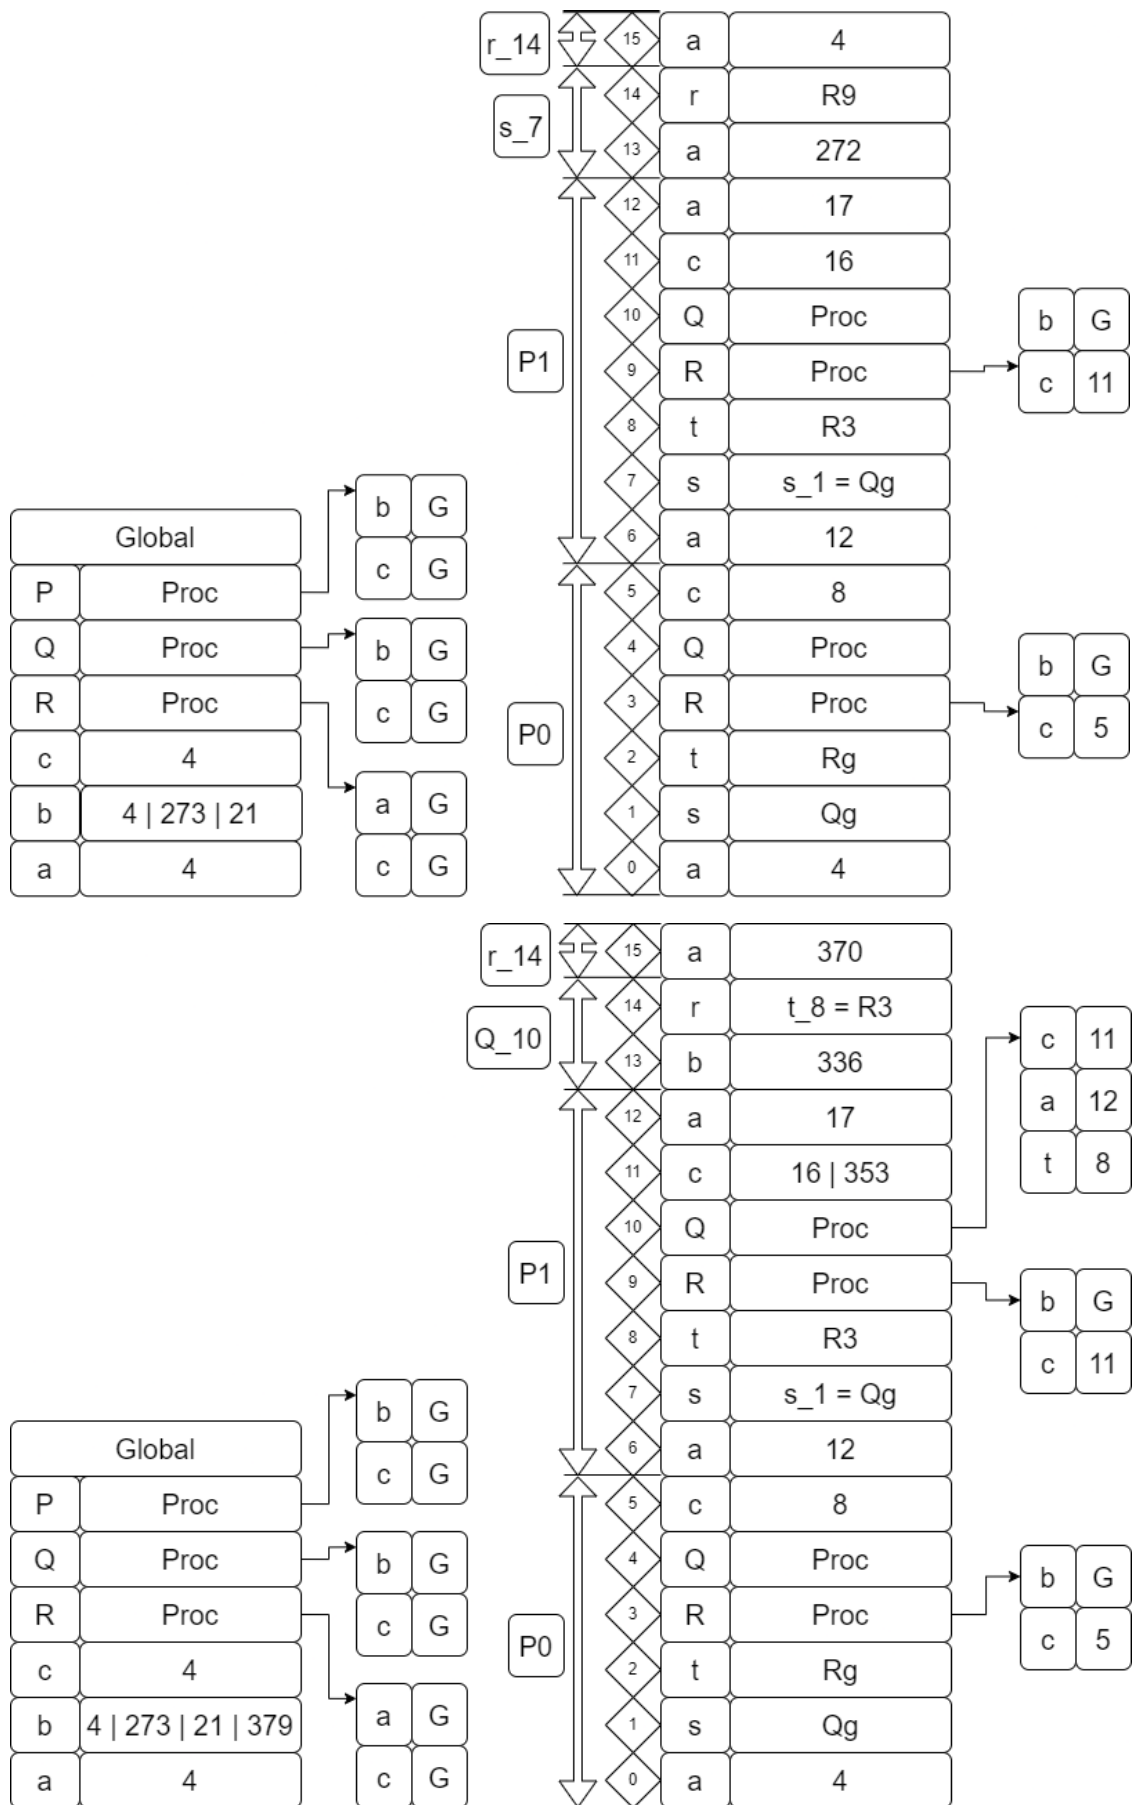 r_14 15 a 4
14 r R9
s_7 13 a 272
12 a 17
11 c 16
10 Q Proc b G
P1 9 R Proc c 11
8 t R3
7 s s_1 = Qg b G
Global 6 a 12 c G
P Proc 5 c 8
Q Proc b G 4 Q Proc b G
R Proc c G P0 3 R Proc c 5
c 4 2 t Rg
b 4 | 273 | 21 a G 1 s Qg
a 4 c G 0 a 4
r_14 15 a 370
14 r t_8 = R3 c 11
Q_10 13 b 336
12 a 17 a 12
11 c 16 | 353 t 8
10 Q Proc
P1 9 R Proc b G
8 t R3 c 11
7 s s_1 = Qg b G
Global 6 a 12 c G
P Proc 5 c 8
Q Proc b G 4 Q Proc b G
R Proc c G P0 3 R Proc c 5
c 4 2 t Rg
b 4 | 273 | 21 | 379 a G 1 s Qg
a 4 c G 0 a 4